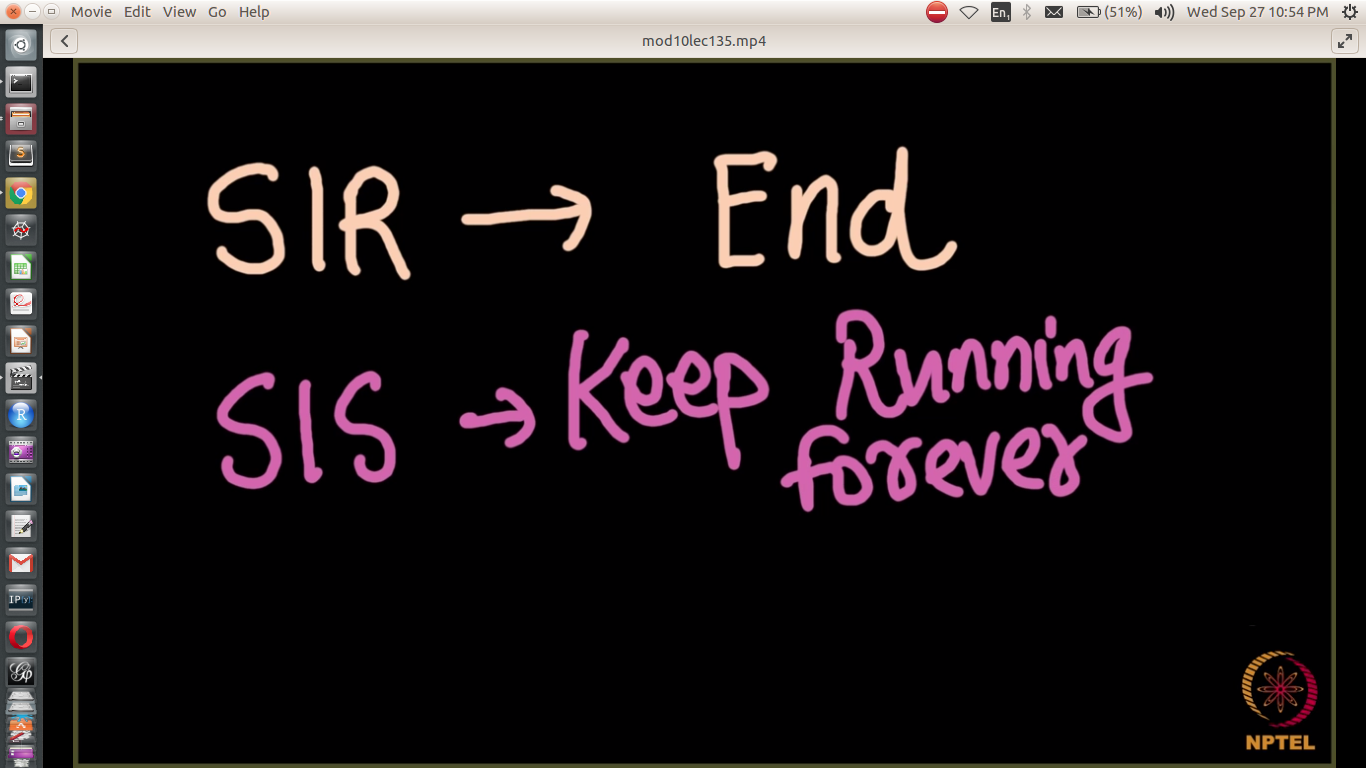 Movie Edit View Go Help En1 (51%) Wed Sep 27 10:54 PM
mod10lec135.mp4
SIR → End
SIS → Keep Running
forever
NPTEL